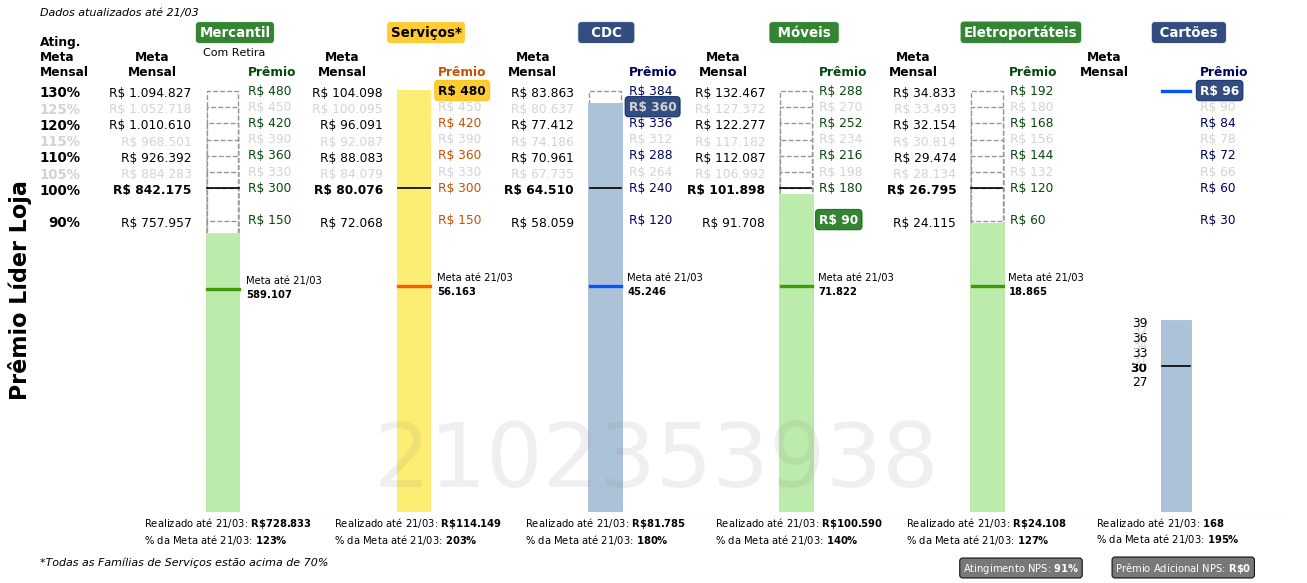 Dados atualizados até 21/03
Mercantil Serviços* CDC Móveis Eletroportáteis Cartões
Com Retira
Ating. Meta Mensal
Meta Mensal Prêmio Meta Mensal Prêmio Meta Mensal Prêmio Meta Mensal Prêmio Meta Mensal Prêmio Meta Mensal Prêmio
130% R$ 1.094.827 R$ 480 R$ 104.098 R$ 480 R$ 83.863 R$ 384 R$ 132.467 R$ 288 R$ 34.833 R$ 192 R$ 96
125% R$ 1.052.718 R$ 450 R$ 100.095 R$ 450 R$ 80.637 R$ 360 R$ 127.372 R$ 270 R$ 33.493 R$ 180 R$ 90
120% R$ 1.010.610 R$ 420 R$ 96.091 R$ 420 R$ 77.412 R$ 336 R$ 122.277 R$ 252 R$ 32.154 R$ 168 R$ 84
115% R$ 968.501 R$ 390 R$ 92.087 R$ 390 R$ 74.186 R$ 312 R$ 117.182 R$ 234 R$ 30.814 R$ 156 R$ 78
110% R$ 926.392 R$ 360 R$ 88.083 R$ 360 R$ 70.961 R$ 288 R$ 112.087 R$ 216 R$ 29.474 R$ 144 R$ 72
105% R$ 884.283 R$ 330 R$ 84.079 R$ 330 R$ 67.735 R$ 264 R$ 106.992 R$ 198 R$ 28.134 R$ 132 R$ 66
100% R$ 842.175 R$ 300 R$ 80.076 R$ 300 R$ 64.510 R$ 240 R$ 101.898 R$ 180 R$ 26.795 R$ 120 R$ 60
90% R$ 757.957 R$ 150 R$ 72.068 R$ 150 R$ 58.059 R$ 120 R$ 91.708 R$ 90 R$ 24.115 R$ 60 R$ 30
Prêmio Líder Loja
Meta até 21/03 Meta até 21/03 Meta até 21/03 Meta até 21/03 Meta até 21/03
589.107 56.163 45.246 71.822 18.865
39
36
33
30
27
2102353938
Realizado até 21/03: R$728.833 Realizado até 21/03: R$114.149 Realizado até 21/03: R$81.785 Realizado até 21/03: R$100.590 Realizado até 21/03: R$24.108 Realizado até 21/03: 168
% da Meta até 21/03: 123% % da Meta até 21/03: 203% % da Meta até 21/03: 180% % da Meta até 21/03: 140% % da Meta até 21/03: 127% % da Meta até 21/03: 195%
*Todas as Famílias de Serviços estão acima de 70%
Atingimento NPS: 91% Prêmio Adicional NPS: R$0